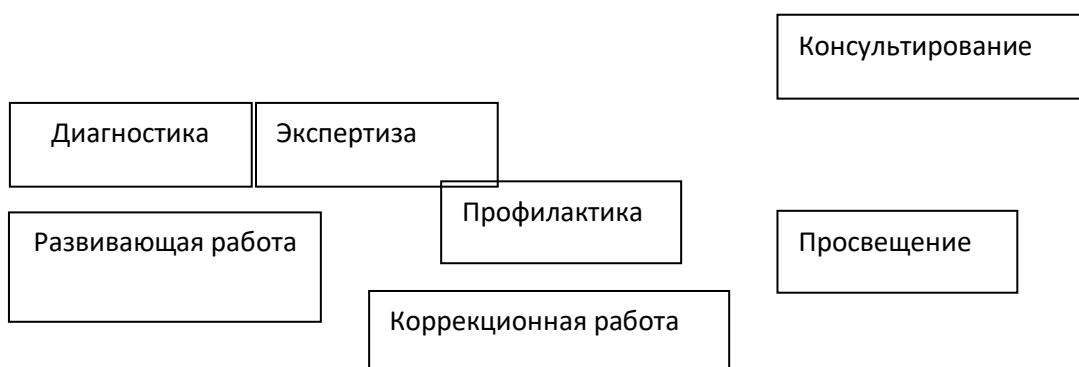 Консультирование
Диагностика
Экспертиза
Профилактика
Развивающая работа
Просвещение
Коррекционная работа